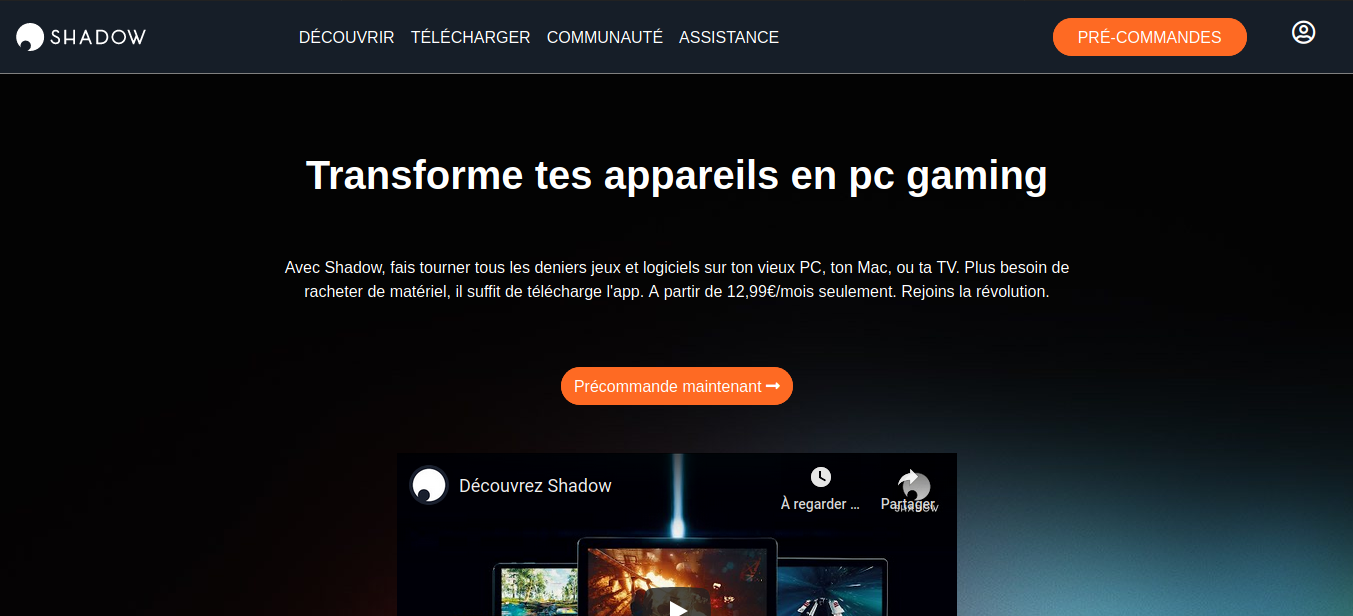 SHADOW
DÉCOUVRIR TÉLÉCHARGER COMMUNAUTÉ ASSISTANCE
PRÉ-COMMANDES
Transforme tes appareils en pc gaming
Avec Shadow, fais tourner tous les deniers jeux et logiciels sur ton vieux PC, ton Mac, ou ta TV. Plus besoin de
racheter de matériel, il suffit de télécharge l'app. A partir de 12,99€/mois seulement. Rejoins la révolution.
Précommande maintenant
Découvrez Shadow
À regarder ...
Partager
SHADOW